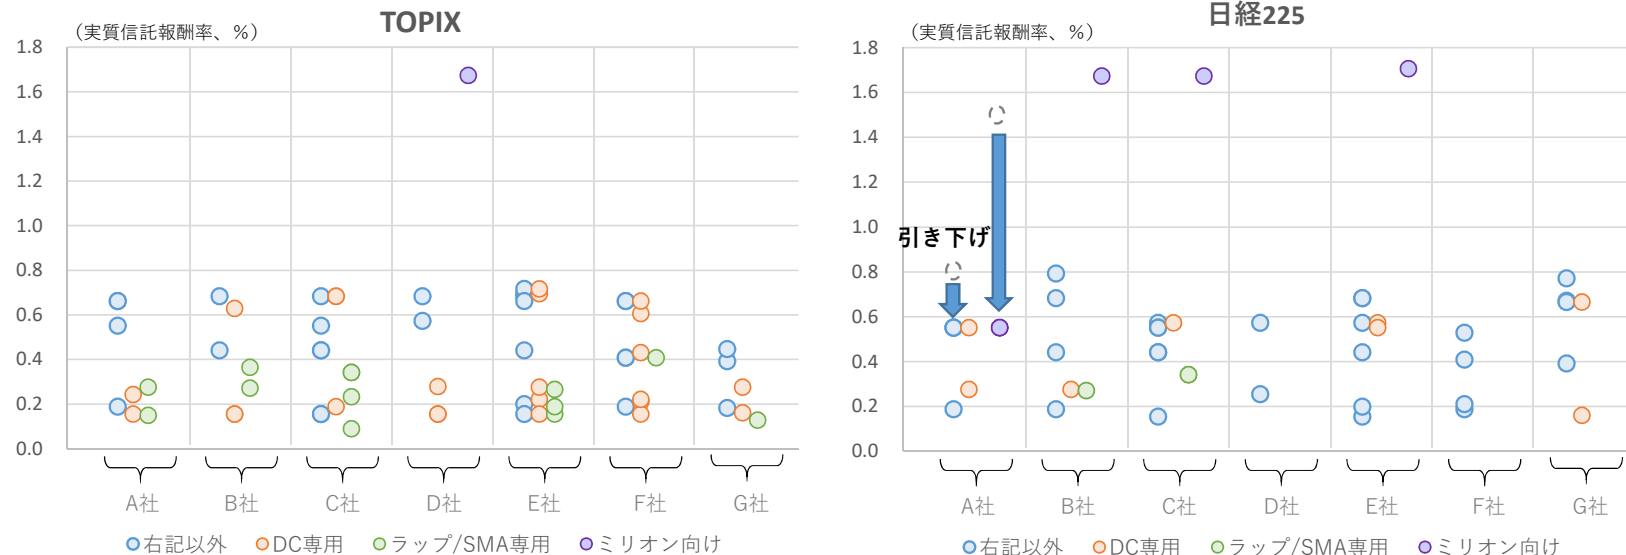 TOPIX
（実質信託報酬率、％）
1.8
1.6
1.4
1.2
1.0
0.8
0.6
0.4
0.2
0.0
A社 B社 C社 D社 E社 F社 G社
右記以外 DC専用 ラップ/SMA専用 ミリオン向け
日経225
（実質信託報酬率、％）
1.8
1.6
1.4
1.2
1.0
引き下げ
0.8
0.6
0.4
0.2
0.0
A社 B社 C社 D社 E社 F社 G社
右記以外 DC専用 ラップ/SMA専用 ミリオン向け